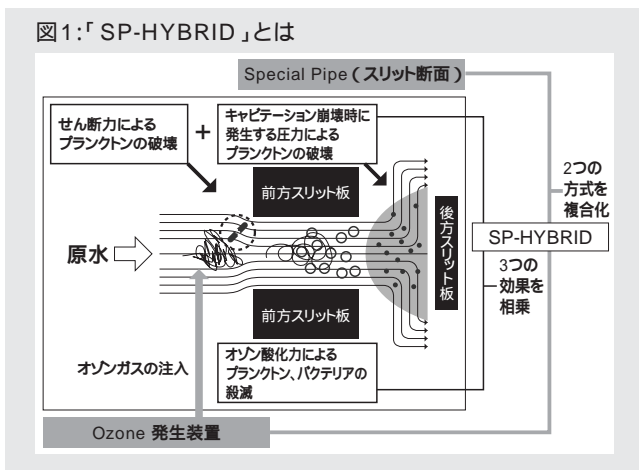 図1:「SP-HYBRID」とは
Special Pipe(スリット断面)
せん断力による
プランクトンの破壊
+
キャビテーション崩壊時に
発生する圧力による
プランクトンの破壊
前方スリット板
原水
後方スリット板
2つの
方式を
複合化
SP-HYBRID
3つの
効果を
相乗
前方スリット板
オゾンガスの注入
オゾン酸化力による
プランクトン、バクテリアの
殺滅
Ozone 発生装置